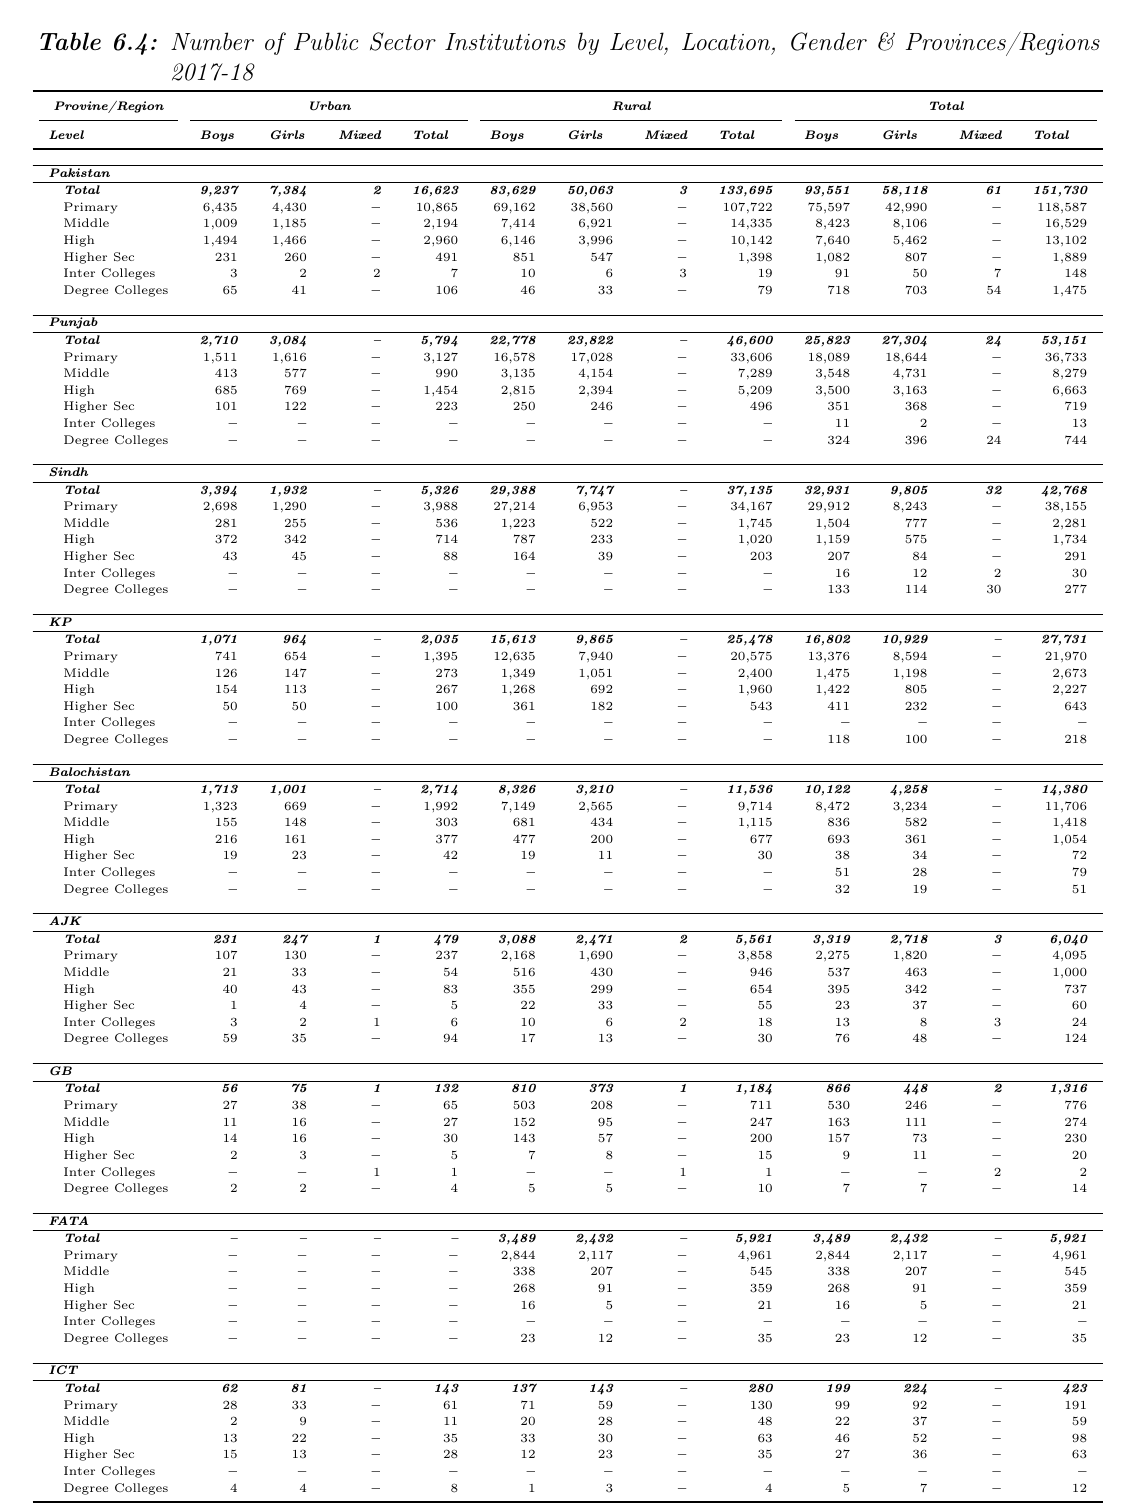 Table 6.4: Number of Public Sector Institutions by Level, Location, Gender & Provinces/Regions
2017-18
Provine/Region Urban Rural Total
Level Boys Girls Mixed Total Boys Girls Mixed Total Boys Girls Mixed Total
Pakistan
Total 9,237 7,384 2 16,623 83,629 50,063 3 133,695 93,551 58,118 61 151,730
Primary 6,435 4,430 – 10,865 69,162 38,560 – 107,722 75,597 42,990 – 118,587
Middle 1,009 1,185 – 2,194 7,414 6,921 – 14,335 8,423 8,106 – 16,529
High 1,494 1,466 – 2,960 6,146 3,996 – 10,142 7,640 5,462 – 13,102
Higher Sec 231 260 – 491 851 547 – 1,398 1,082 807 – 1,889
Inter Colleges 3 2 2 7 10 6 3 19 91 50 7 148
Degree Colleges 65 41 – 106 46 33 – 79 718 703 54 1,475
Punjab
Total 2,710 3,084 – 5,794 22,778 23,822 – 46,600 25,823 27,304 24 53,151
Primary 1,511 1,616 – 3,127 16,578 17,028 – 33,606 18,089 18,644 – 36,733
Middle 413 577 – 990 3,135 4,154 – 7,289 3,548 4,731 – 8,279
High 685 769 – 1,454 2,815 2,394 – 5,209 3,500 3,163 – 6,663
Higher Sec 101 122 – 223 250 246 – 496 351 368 – 719
Inter Colleges – – – – – – – – 11 2 – 13
Degree Colleges – – – – – – – – 324 396 24 744
Sindh
Total 3,394 1,932 – 5,326 29,388 7,747 – 37,135 32,931 9,805 32 42,768
Primary 2,698 1,290 – 3,988 27,214 6,953 – 34,167 29,912 8,243 – 38,155
Middle 281 255 – 536 1,223 522 – 1,745 1,504 777 – 2,281
High 372 342 – 714 787 233 – 1,020 1,159 575 – 1,734
Higher Sec 43 45 – 88 164 39 – 203 207 84 – 291
Inter Colleges – – – – – – – – 16 12 2 30
Degree Colleges – – – – – – – – 133 114 30 277
KP
Total 1,071 964 – 2,035 15,613 9,865 – 25,478 16,802 10,929 – 27,731
Primary 741 654 – 1,395 12,635 7,940 – 20,575 13,376 8,594 – 21,970
Middle 126 147 – 273 1,349 1,051 – 2,400 1,475 1,198 – 2,673
High 154 113 – 267 1,268 692 – 1,960 1,422 805 – 2,227
Higher Sec 50 50 – 100 361 182 – 543 411 232 – 643
Inter Colleges – – – – – – – – – – – –
Degree Colleges – – – – – – – – 118 100 – 218
Balochistan
Total 1,713 1,001 – 2,714 8,326 3,210 – 11,536 10,122 4,258 – 14,380
Primary 1,323 669 – 1,992 7,149 2,565 – 9,714 8,472 3,234 – 11,706
Middle 155 148 – 303 681 434 – 1,115 836 582 – 1,418
High 216 161 – 377 477 200 – 677 693 361 – 1,054
Higher Sec 19 23 – 42 19 11 – 30 38 34 – 72
Inter Colleges – – – – – – – – 51 28 – 79
Degree Colleges – – – – – – – – 32 19 – 51
AJK
Total 231 247 1 479 3,088 2,471 2 5,561 3,319 2,718 3 6,040
Primary 107 130 – 237 2,168 1,690 – 3,858 2,275 1,820 – 4,095
Middle 21 33 – 54 516 430 – 946 537 463 – 1,000
High 40 43 – 83 355 299 – 654 395 342 – 737
Higher Sec 1 4 – 5 22 33 – 55 23 37 – 60
Inter Colleges 3 2 1 6 10 6 2 18 13 8 3 24
Degree Colleges 59 35 – 94 17 13 – 30 76 48 – 124
GB
Total 56 75 1 132 810 373 1 1,184 866 448 2 1,316
Primary 27 38 – 65 503 208 – 711 530 246 – 776
Middle 11 16 – 27 152 95 – 247 163 111 – 274
High 14 16 – 30 143 57 – 200 157 73 – 230
Higher Sec 2 3 – 5 7 8 – 15 9 11 – 20
Inter Colleges – – 1 1 – – 1 1 – – 2 2
Degree Colleges 2 2 – 4 5 5 – 10 7 7 – 14
FATA
Total – – – – 3,489 2,432 – 5,921 3,489 2,432 – 5,921
Primary – – – – 2,844 2,117 – 4,961 2,844 2,117 – 4,961
Middle – – – – 338 207 – 545 338 207 – 545
High – – – – 268 91 – 359 268 91 – 359
Higher Sec – – – – 16 5 – 21 16 5 – 21
Inter Colleges – – – – – – – – – – – –
Degree Colleges – – – – 23 12 – 35 23 12 – 35
ICT
Total 62 81 – 143 137 143 – 280 199 224 – 423
Primary 28 33 – 61 71 59 – 130 99 92 – 191
Middle 2 9 – 11 20 28 – 48 22 37 – 59
High 13 22 – 35 33 30 – 63 46 52 – 98
Higher Sec 15 13 – 28 12 23 – 35 27 36 – 63
Inter Colleges – – – – – – – – – – – –
Degree Colleges 4 4 – 8 1 3 – 4 5 7 – 12